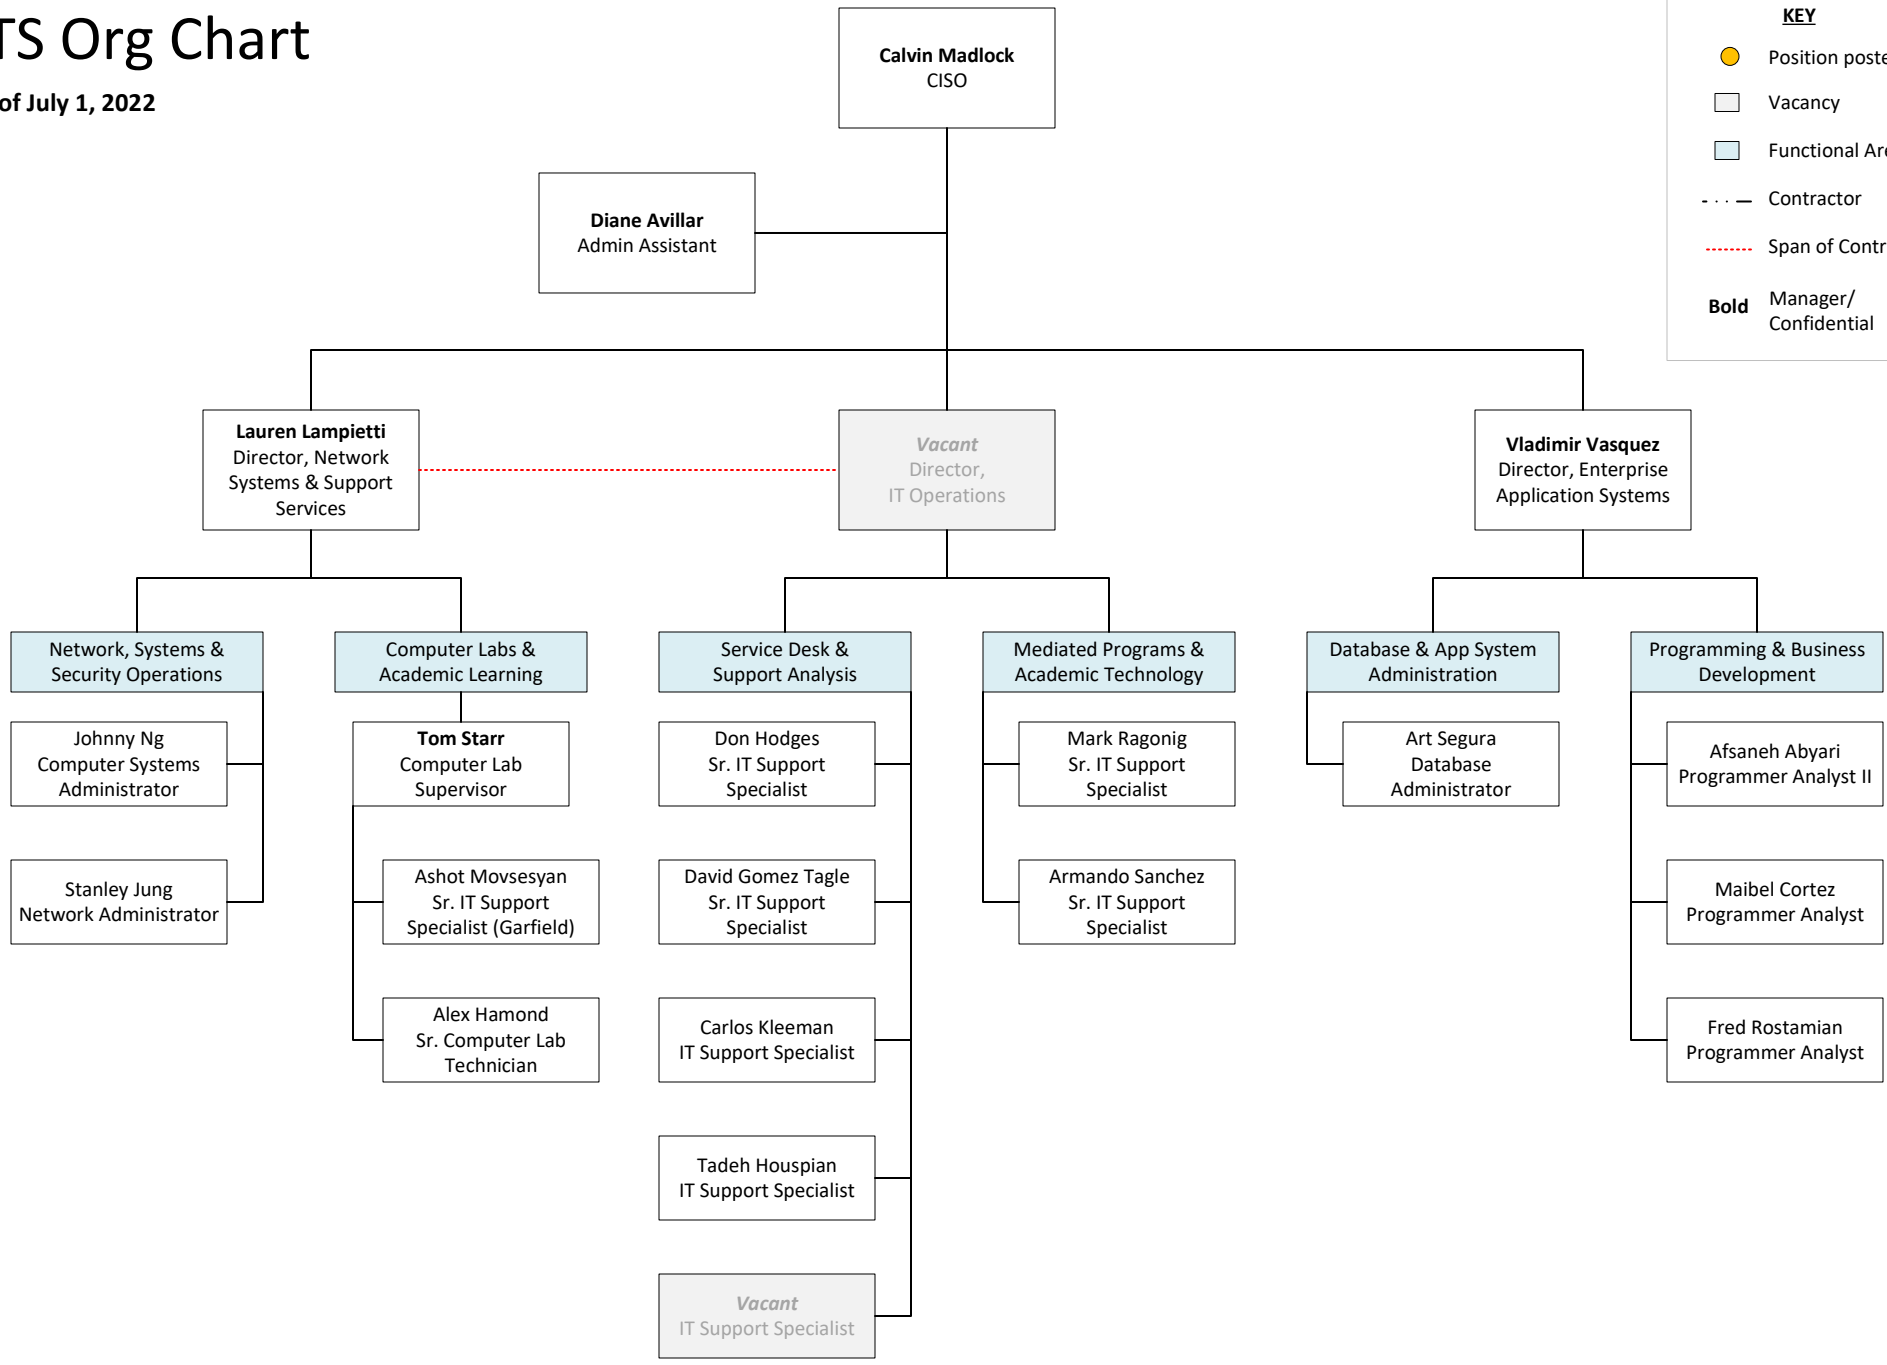 TS Org Chart
of July 1, 2022
Calvin Madlock
CISO
Diane Avillar
Admin Assistant
KEY
Position poste
Vacancy
Functional Are
Contractor
Span of Contr
Bold
Manager/
Confidential
Lauren Lampietti
Director, Network
Systems & Support
Services
Vacant
Director,
IT Operations
Vladimir Vasquez
Director, Enterprise
Application Systems
Network, Systems &
Security Operations
Johnny Ng
Computer Systems
Administrator
Stanley Jung
Network Administrator
Computer Labs &
Academic Learning
Tom Starr
Computer Lab
Supervisor
Ashot Movsesyan
Sr. IT Support
Specialist (Garfield)
Alex Hamond
Sr. Computer Lab
Technician
Service Desk &
Support Analysis
Don Hodges
Sr. IT Support
Specialist
David Gomez Tagle
Sr. IT Support
Specialist
Carlos Kleeman
IT Support Specialist
Tadeh Houspian
IT Support Specialist
Vacant
IT Support Specialist
Mediated Programs &
Academic Technology
Mark Ragonig
Sr. IT Support
Specialist
Armando Sanchez
Sr. IT Support
Specialist
Database & App System
Administration
Art Segura
Database
Administrator
Programming & Business
Development
Afsaneh Abyari
Programmer Analyst II
Maibel Cortez
Programmer Analyst
Fred Rostamian
Programmer Analyst